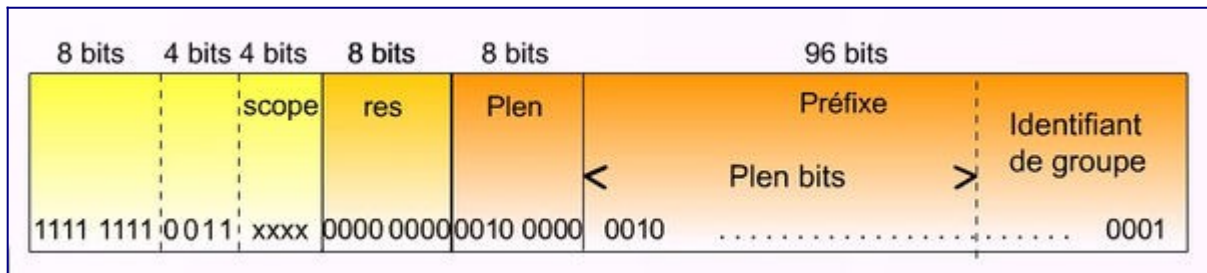 8 bits 4 bits 4 bits 8 bits 8 bits 96 bits
scope res Plen Préfixe Identifiant de groupe
< Plen bits >
1111 1111 0011 xxxx 0000 0000 0010 0000 0010 ........................ 0001